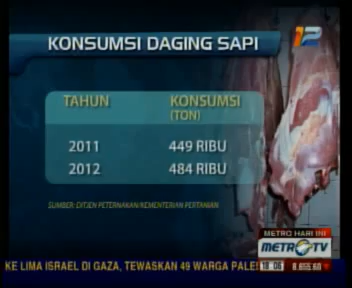 KONSUMSI DAGING SAPI
12
TAHUN KONSUMSI
(TON)
2011 449 RIBU
2012 484 RIBU
SUMBER: DITJEN PETERNAKAN/KEMENTERIAN PERTANIAN
METRO HARI INI
METRO TV
KE LIMA ISRAEL DI GAZA, TEWASKAN 49 WARGA PALE